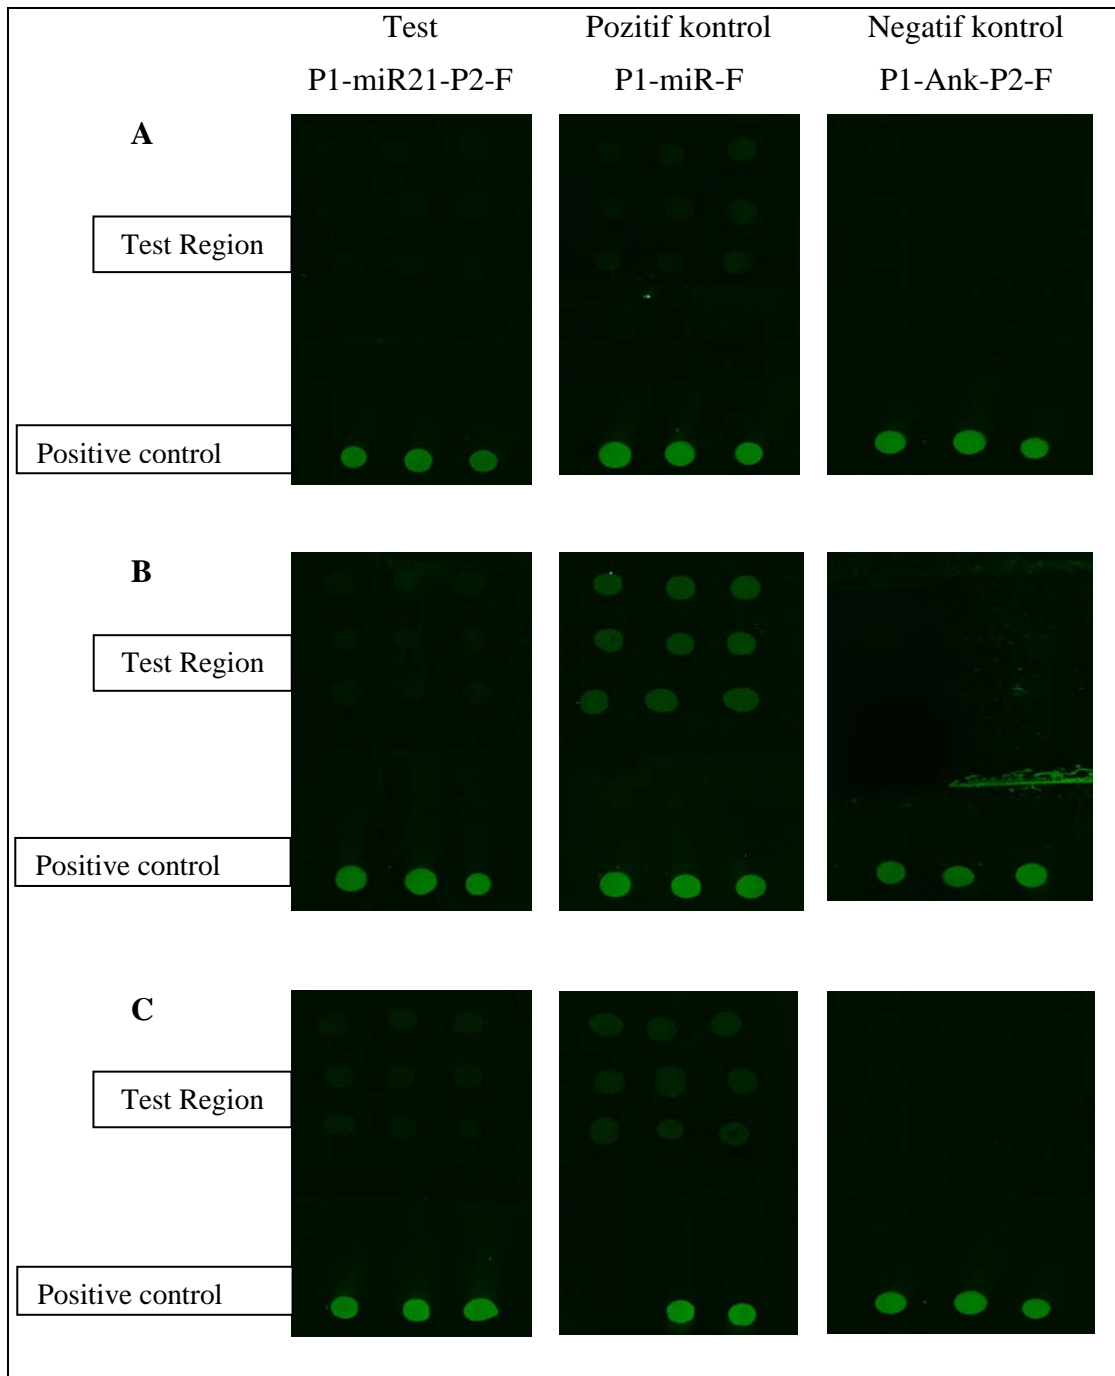 Test Pozitif kontrol Negatif kontrol
P1-miR21-P2-F P1-miR-F P1-Ank-P2-F
A
Test Region
Positive control
B
Test Region
Positive control
C
Test Region
Positive control